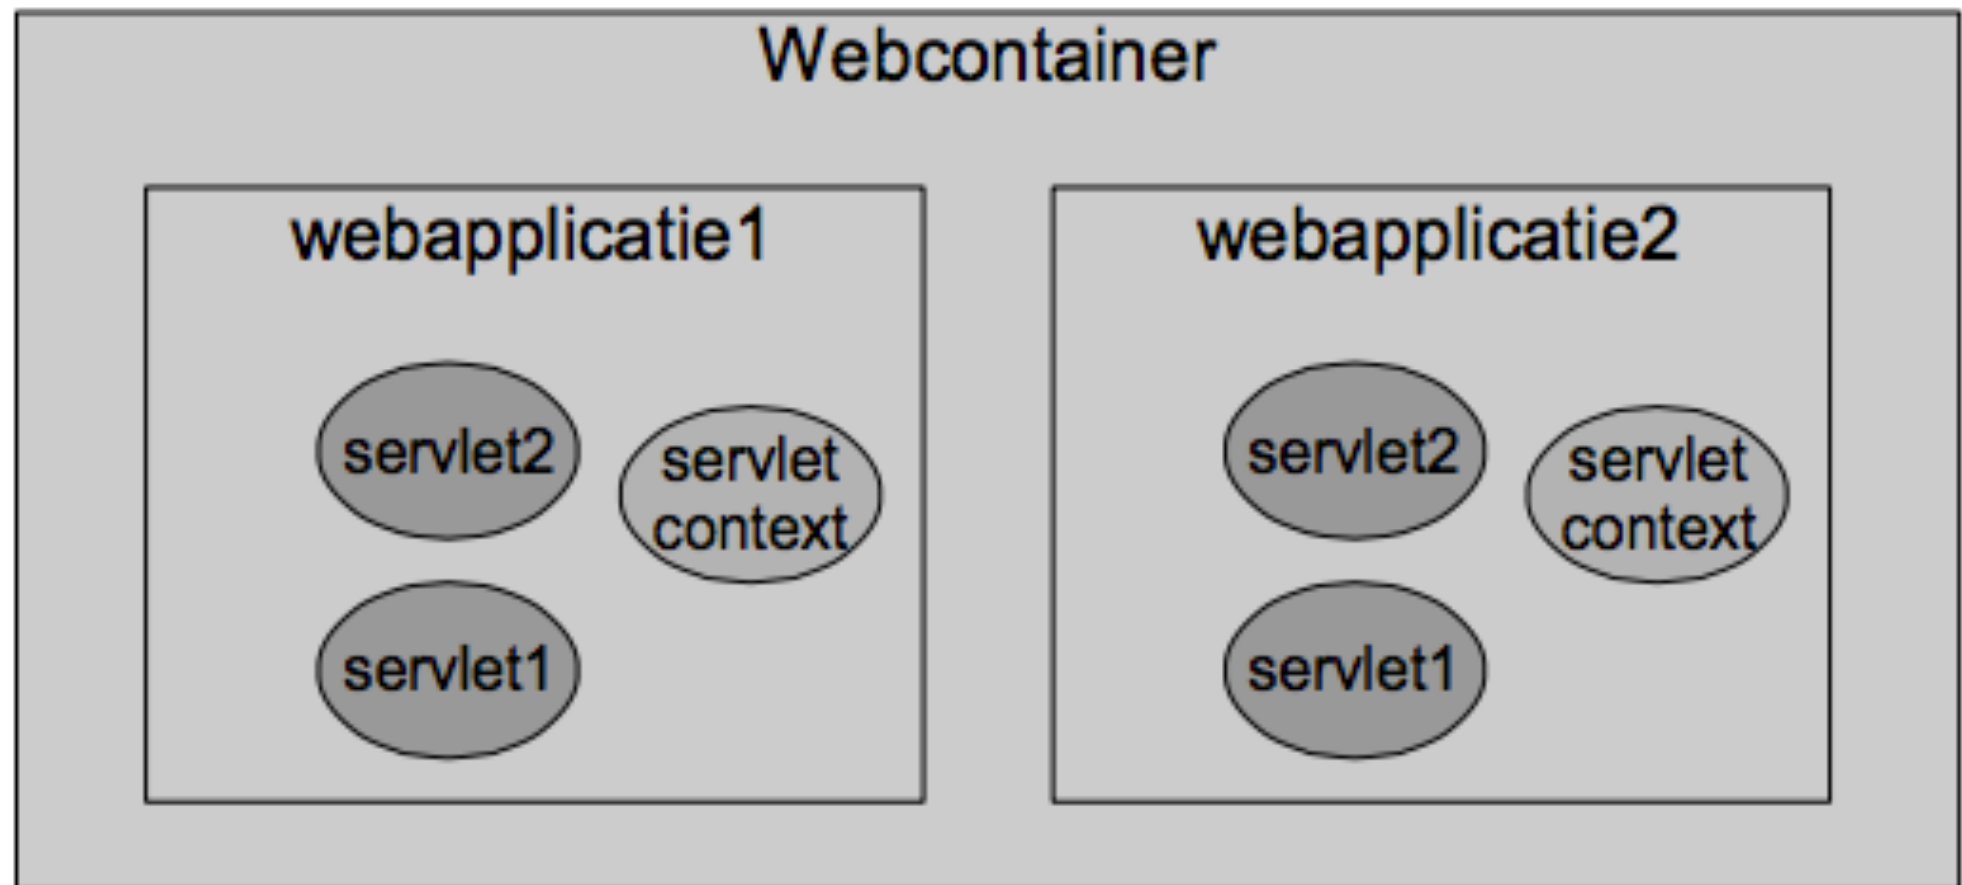 Webcontainer
webapplicatie1
servlet2
servlet
context
servlet1
webapplicatie2
servlet2
servlet
context
servlet1